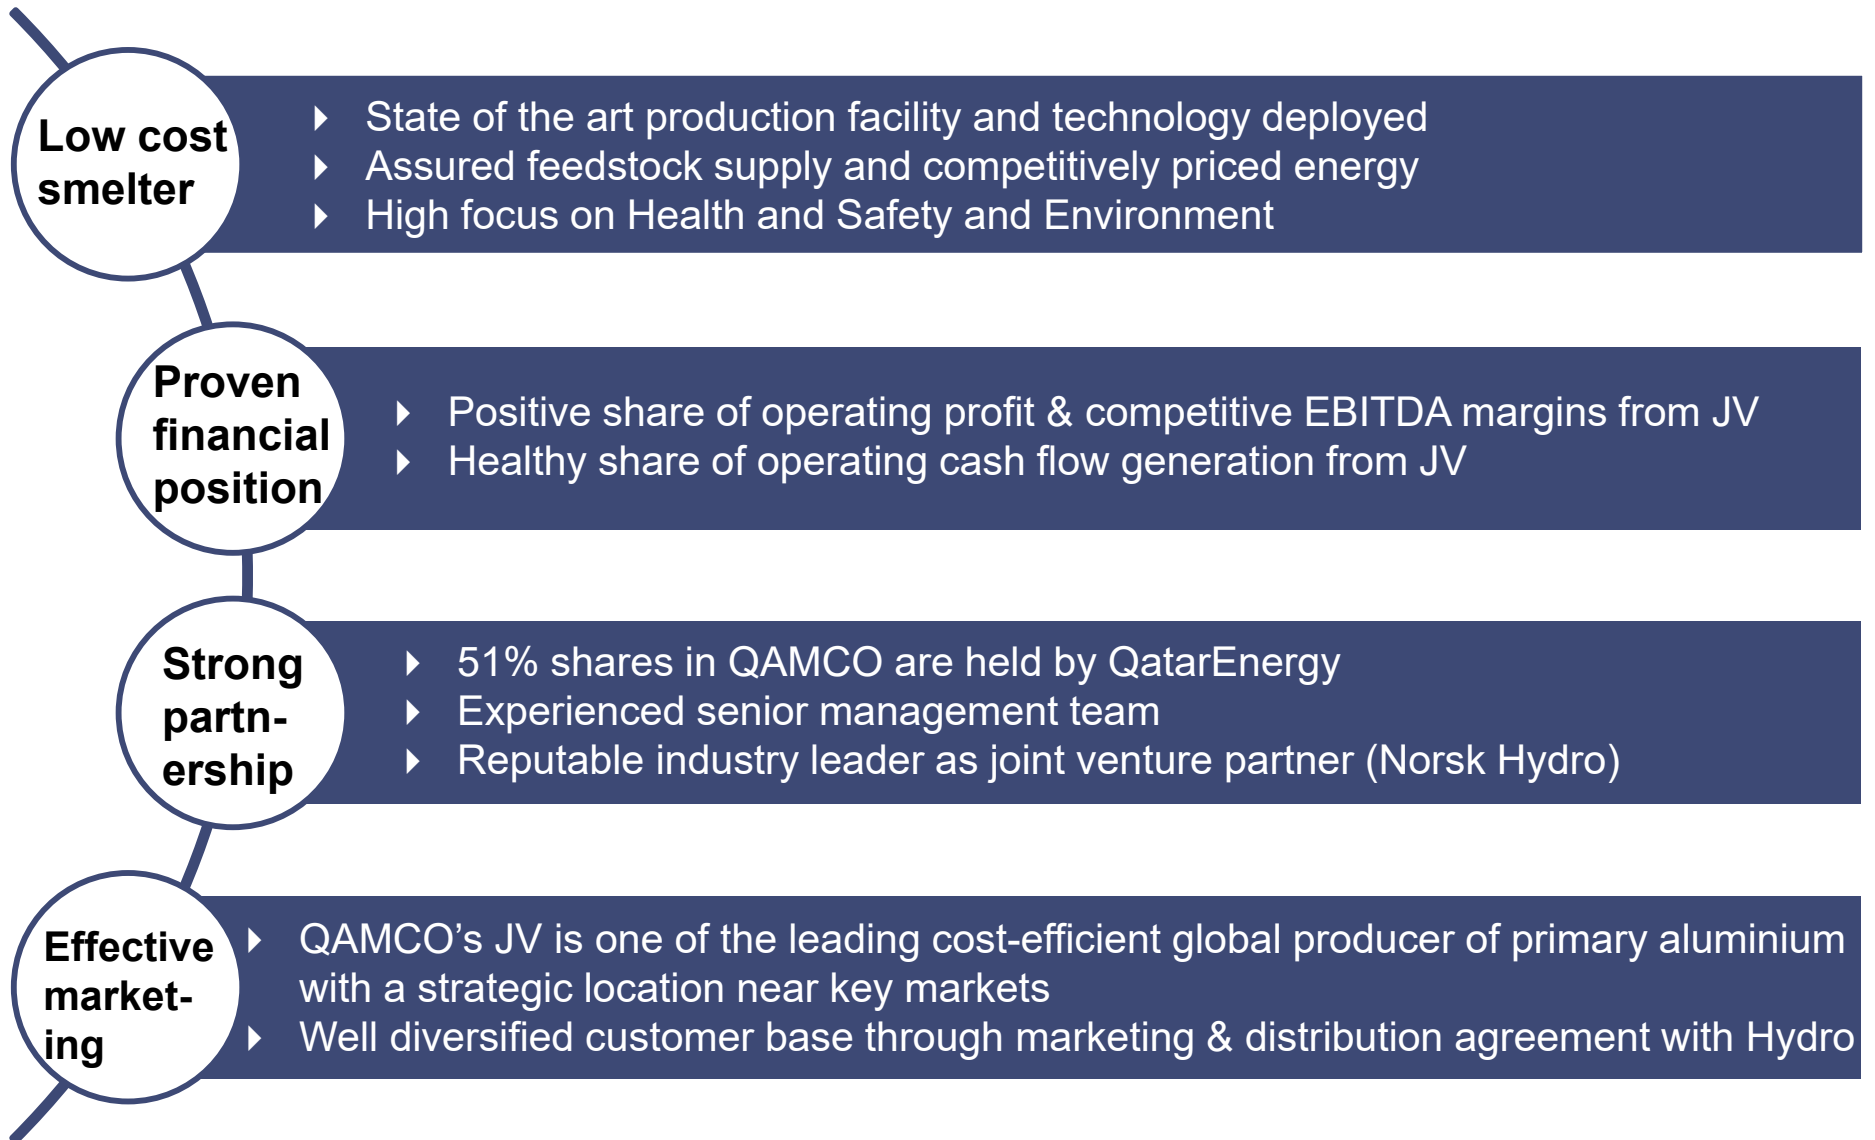 Low cost
smelter
State of the art production facility and technology deployed
Assured feedstock supply and competitively priced energy
High focus on Health and Safety and Environment
Proven
financial
position
Positive share of operating profit & competitive EBITDA margins from JV
Healthy share of operating cash flow generation from JV
Strong
partn-
ership
51% shares in QAMCO are held by QatarEnergy
Experienced senior management team
Reputable industry leader as joint venture partner (Norsk Hydro)
Effective
market-
ing
QAMCO’s JV is one of the leading cost-efficient global producer of primary aluminium
with a strategic location near key markets
Well diversified customer base through marketing & distribution agreement with Hydro